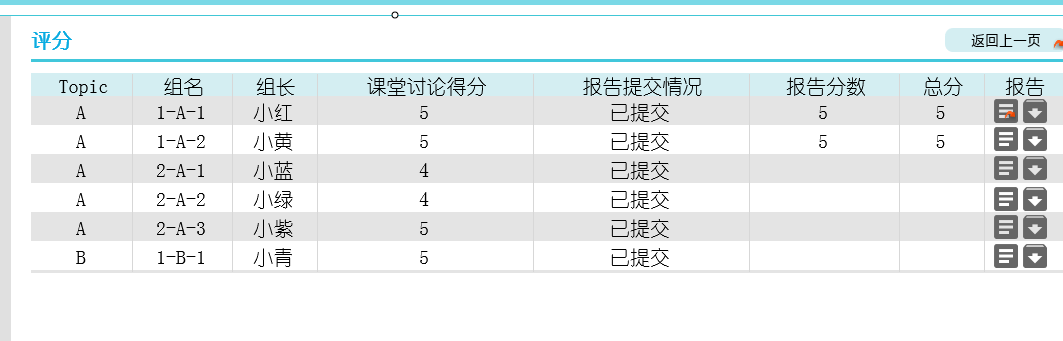 评分
返回上一页
Topic 组名 组长 课堂讨论得分 报告提交情况 报告分数 总分 报告
A 1-A-1 小红 5 已提交 5 5
A 1-A-2 小黄 5 已提交 5 5
A 2-A-1 小蓝 4 已提交
A 2-A-2 小绿 4 已提交
A 2-A-3 小紫 5 已提交
B 1-B-1 小青 5 已提交